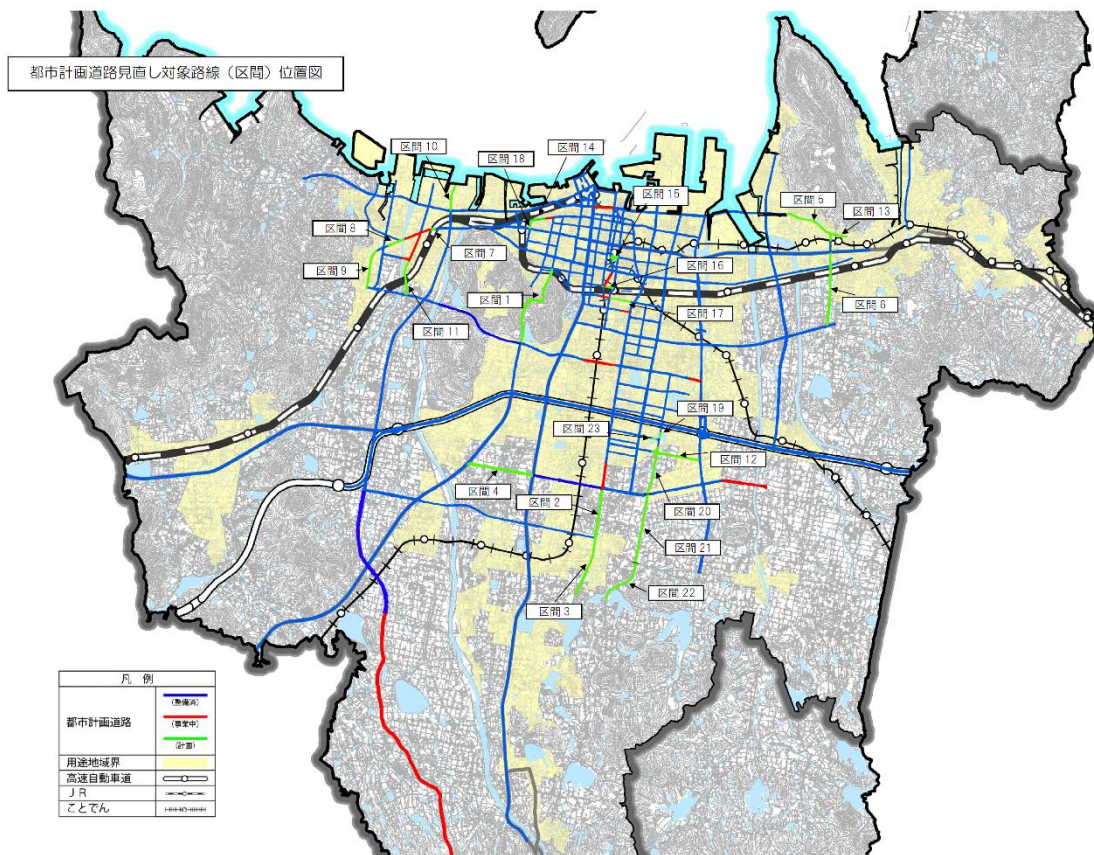 都市計画道路見直し対象路線（区間）位置図
区間 10
区間 18
区間 14
区間 15
区間 5
区間 13
区間 8
区間 7
区間 16
区間 9
区間 1
区間 6
区間 11
区間 17
区間 19
区間 23
区間 12
区間 4
区間 2
区間 20
区間 21
区間 22
区間 3
凡 例
都市計画道路
(整備済)
(事業中)
(計画)
用途地域界
高速自動車道
ＪＲ
ことでん